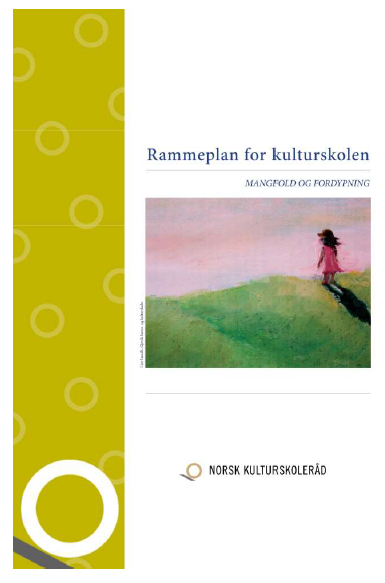 Rammeplan for kulturskolen
MANGFOLD OG FORDYPNING
NORSK KULTURSKOLERÅD